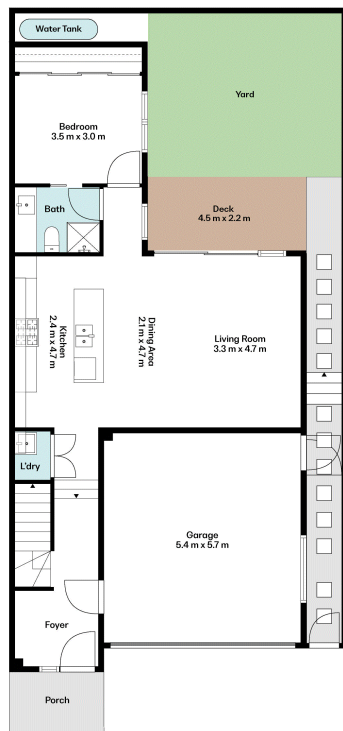 Water Tank
Yard
Bedroom
3.5 m x 3.0 m
Bath
Deck
4.5 m x 2.2 m
Kitchen
2.4 m x 4.7 m
Dining Area
2.1 m x 4.7 m
Living Room
3.3 m x 4.7 m
L'dry
Garage
5.4 m x 5.7 m
Foyer
Porch